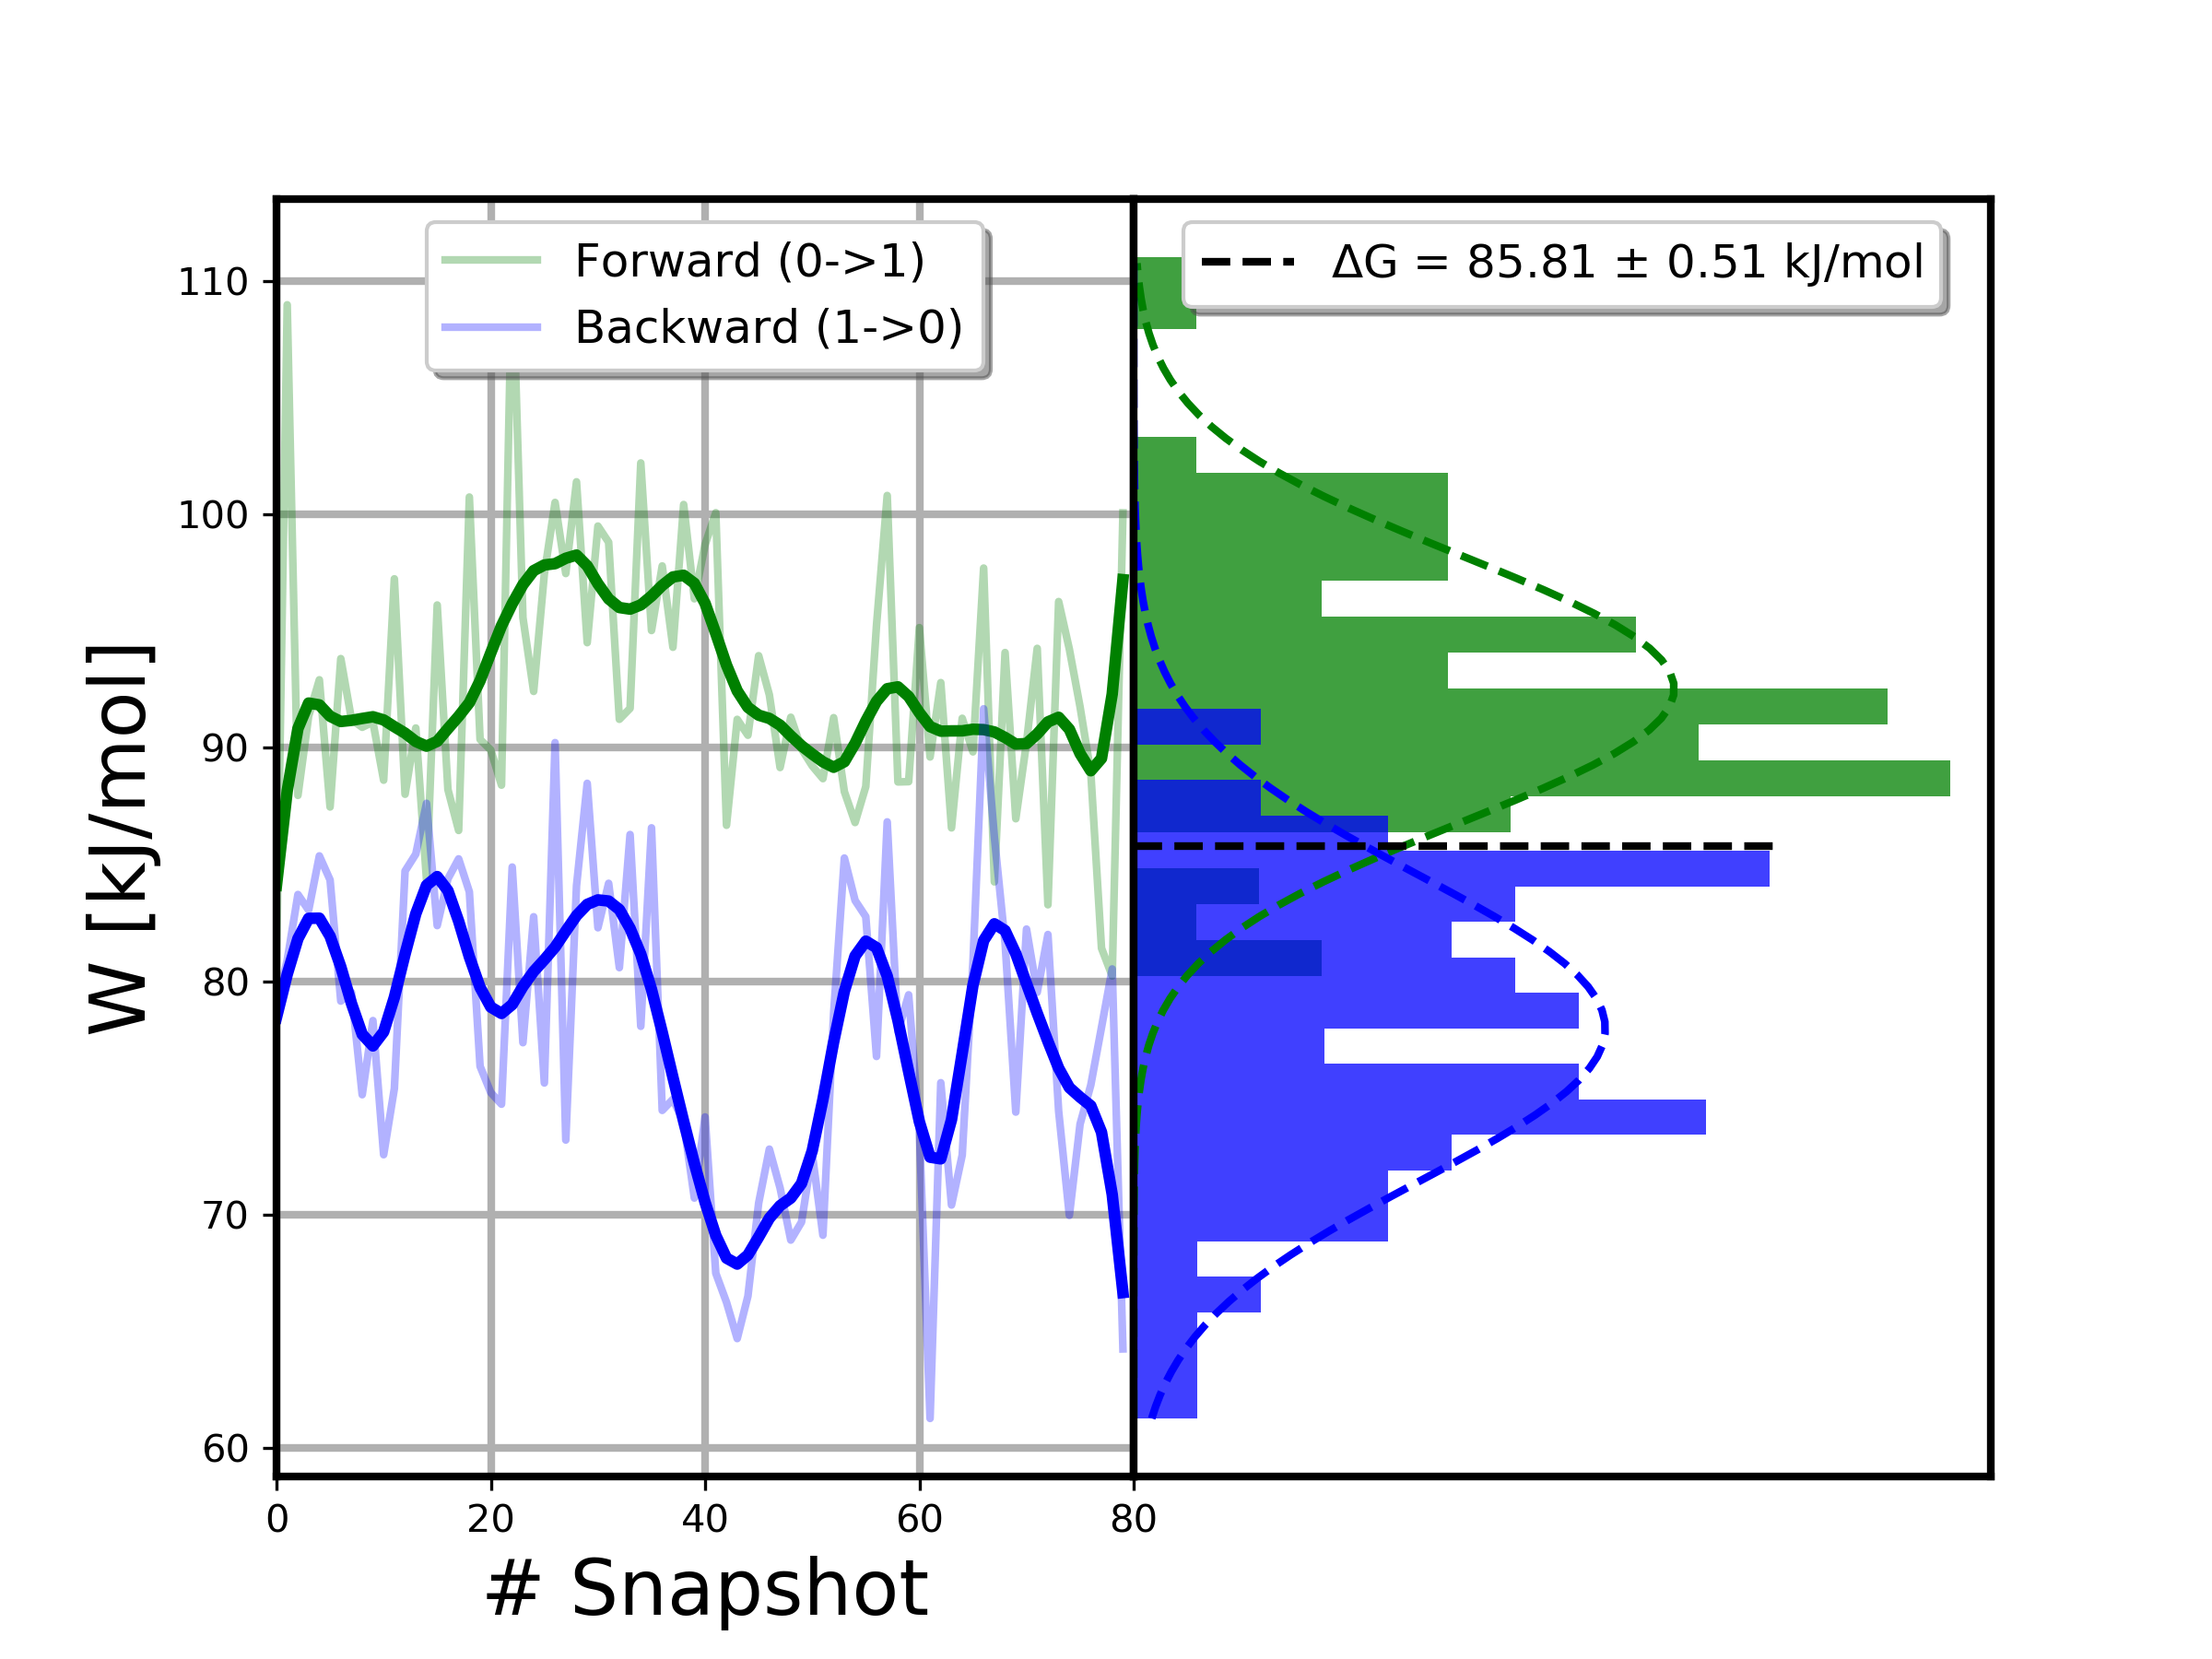 Forward (0->1)
Backward (1->0)
ΔG = 85.81 ± 0.51 kJ/mol
110
100
90
80
70
60
W [kJ/mol]
0
20
40
60
80
# Snapshot